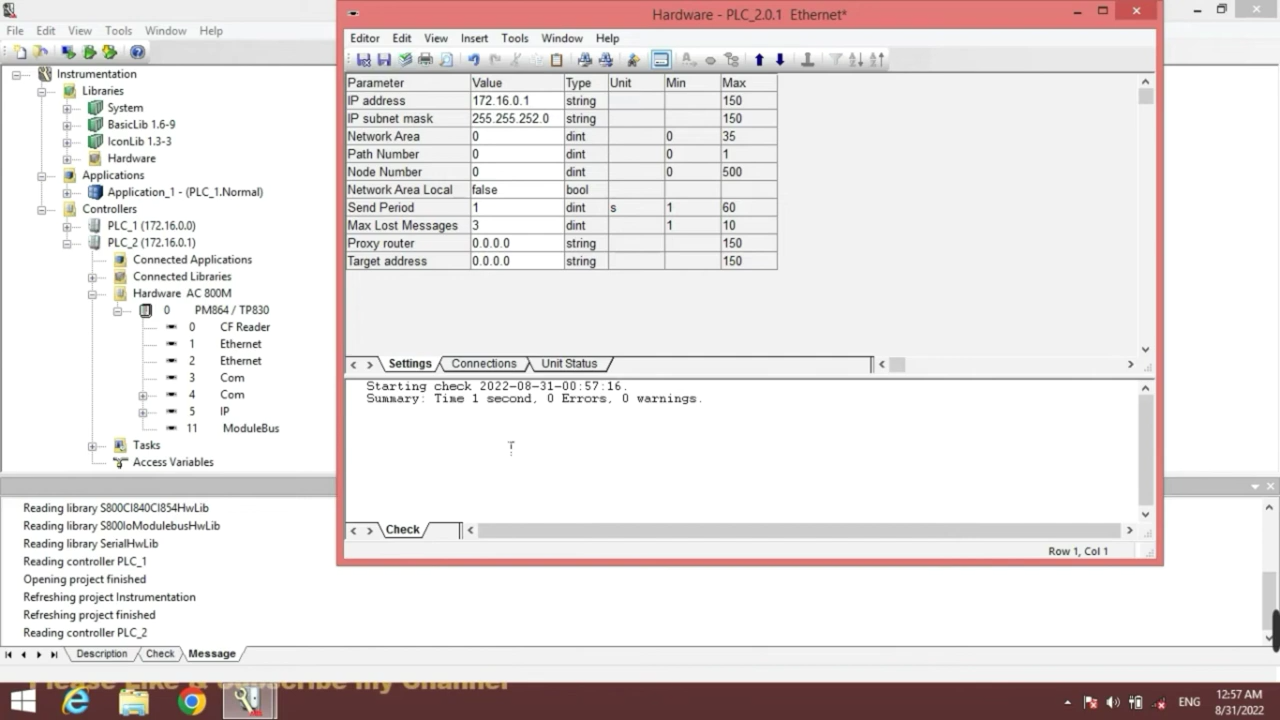 Hardware - PLC_2.0.1 Ethernet*
File Edit View Tools Window Help
Instrumentation
Libraries
System
BasicLib 1.6-9
IconLib 1.3-3
Hardware
Applications
Application_1 - (PLC_1.Normal)
Controllers
PLC_1 (172.16.0.0)
PLC_2 (172.16.0.1)
Connected Applications
Connected Libraries
Hardware AC 800M
0 PM864 / TP830
0 CF Reader
1 Ethernet
2 Ethernet
3 Com
4 Com
5 IP
11 ModuleBus
Tasks
Access Variables
Editor Edit View Insert Tools Window Help
Parameter Value Type Unit Min Max
IP address 172.16.0.1 string 150
IP subnet mask 255.255.252.0 string 150
Network Area 0 dint 0 35
Path Number 0 dint 0 1
Node Number 0 dint 0 500
Network Area Local false bool
Send Period 1 dint s 1 60
Max Lost Messages 3 dint 1 10
Proxy router 0.0.0.0 string 150
Target address 0.0.0.0 string 150
Settings Connections Unit Status
Starting check 2022-08-31-00:57:16.
Summary: Time 1 second, 0 Errors, 0 warnings.
Check
Row 1, Col 1
Reading library S800CI840CI854HwLib
Reading library S800IoModulebusHwLib
Reading library SerialHwLib
Reading controller PLC_1
Opening project finished
Refreshing project Instrumentation
Refreshing project finished
Reading controller PLC_2
Description Check Message
Please Like & Subscribe my Channel
ENG
12:57 AM
8/31/2022